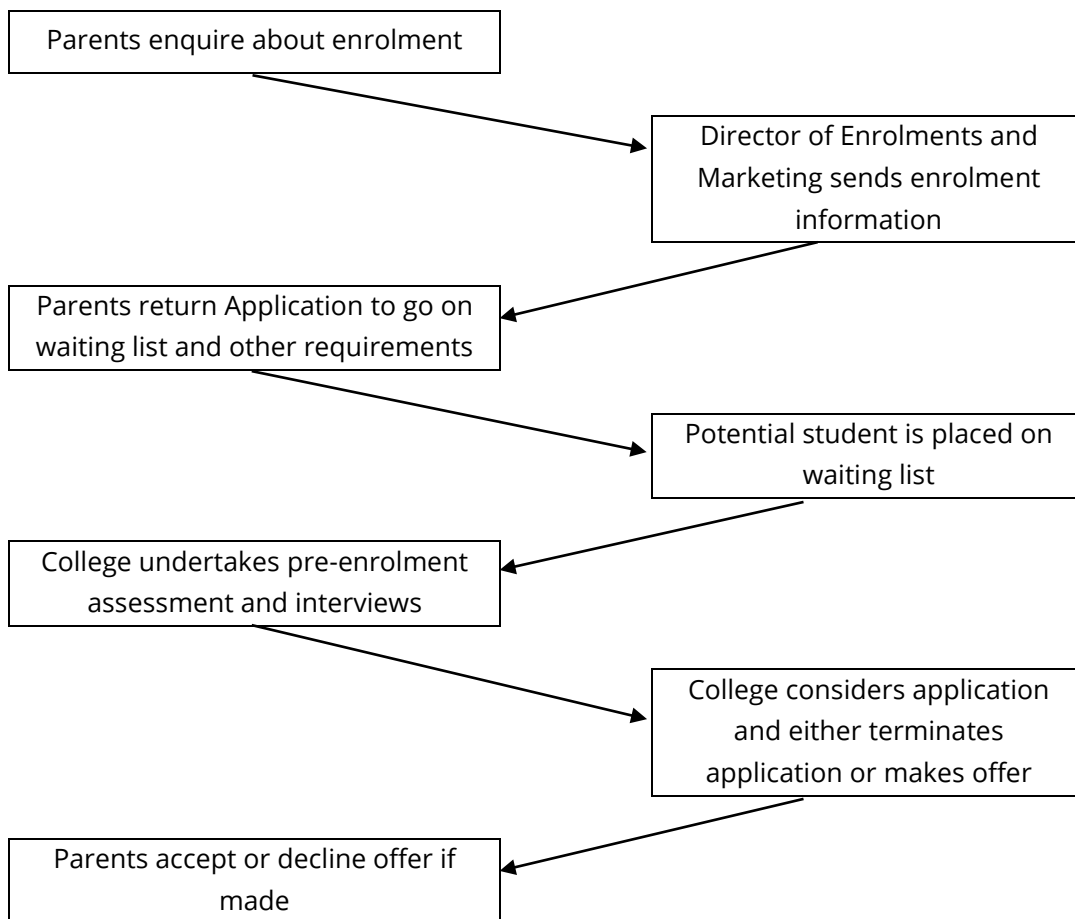 Parents enquire about enrolment
Director of Enrolments and
Marketing sends enrolment
information
Parents return Application to go on
waiting list and other requirements
Potential student is placed on
waiting list
College undertakes pre-enrolment
assessment and interviews
College considers application
and either terminates
application or makes offer
Parents accept or decline offer if
made